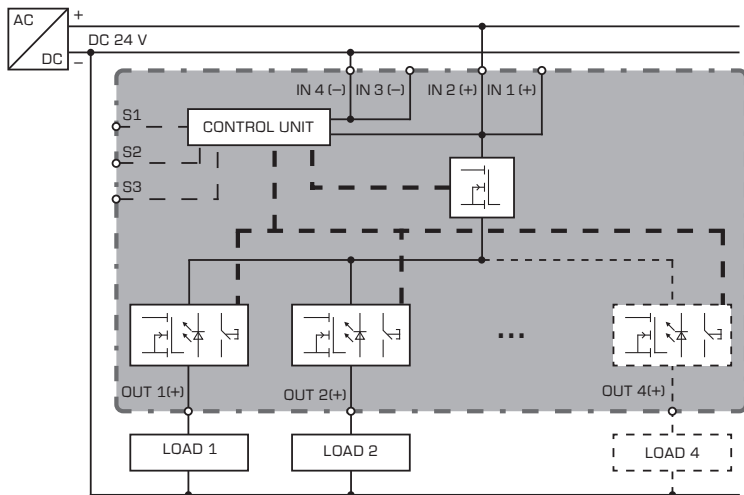 AC
+
DC 24 V
DC
−
IN 4 (−) IN 3 (−) IN 2 (+) IN 1 (+)
S1
CONTROL UNIT
S2
S3
...
OUT 1(+) OUT 2(+) OUT 4(+)
LOAD 1 LOAD 2 LOAD 4